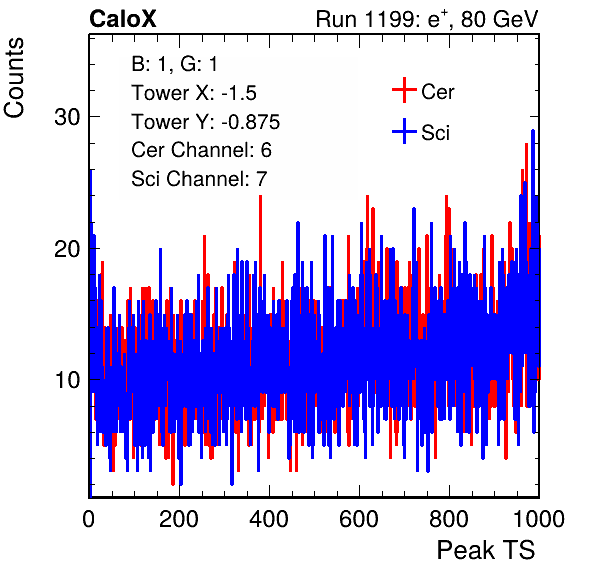 CaloX Run 1199: e⁺, 80 GeV
Counts
B: 1, G: 1
Tower X: -1.5
Tower Y: -0.875
Cer Channel: 6
Sci Channel: 7
Cer
Sci
30
20
10
0 200 400 600 800 1000
Peak TS